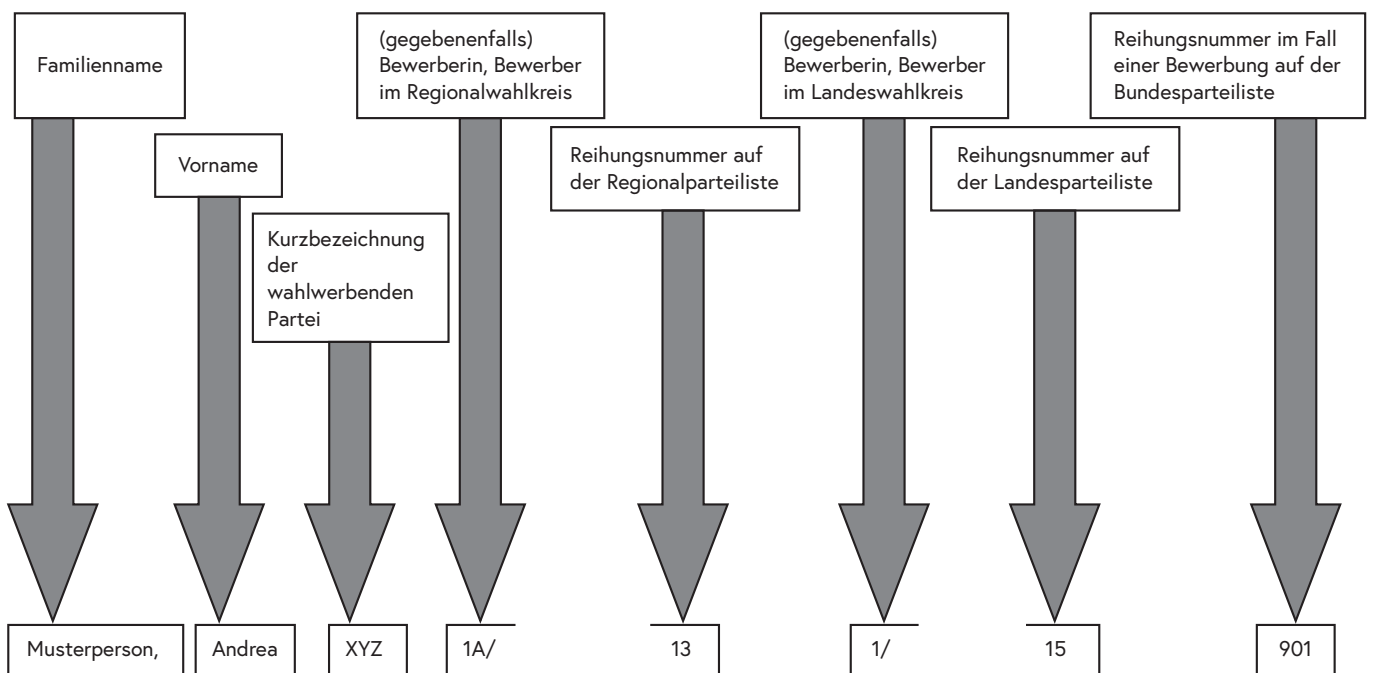 Familienname
(gegebenenfalls)
Bewerberin, Bewerber
im Regionalwahlkreis
(gegebenenfalls)
Bewerberin, Bewerber
im Landeswahlkreis
Reihungsnummer im Fall
einer Bewerbung auf der
Bundesparteiliste
Vorname
Reihungsnummer auf
der Regionalparteiliste
Reihungsnummer auf
der Landesparteiliste
Kurzbezeichnung
der
wahlwerbenden
Partei
Musterperson,
Andrea
XYZ
1A/
13
1/
15
901